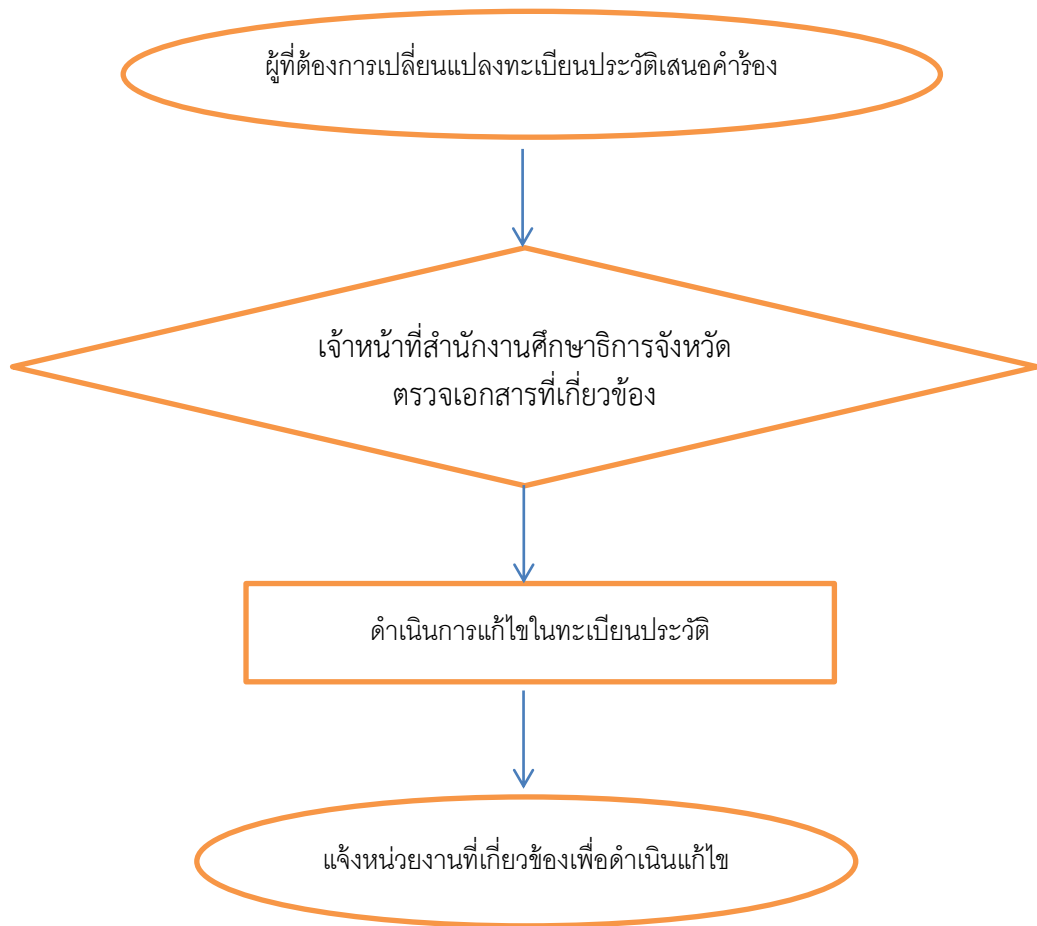 ผู้ที่ต้องการเปลี่ยนแปลงทะเบียนประวัติเสนอคำร้อง
เจ้าหน้าที่สำนักงานศึกษาธิการจังหวัด
ตรวจเอกสารที่เกี่ยวข้อง
ดำเนินการแก้ไขในทะเบียนประวัติ
แจ้งหน่วยงานที่เกี่ยวข้องเพื่อดำเนินแก้ไข